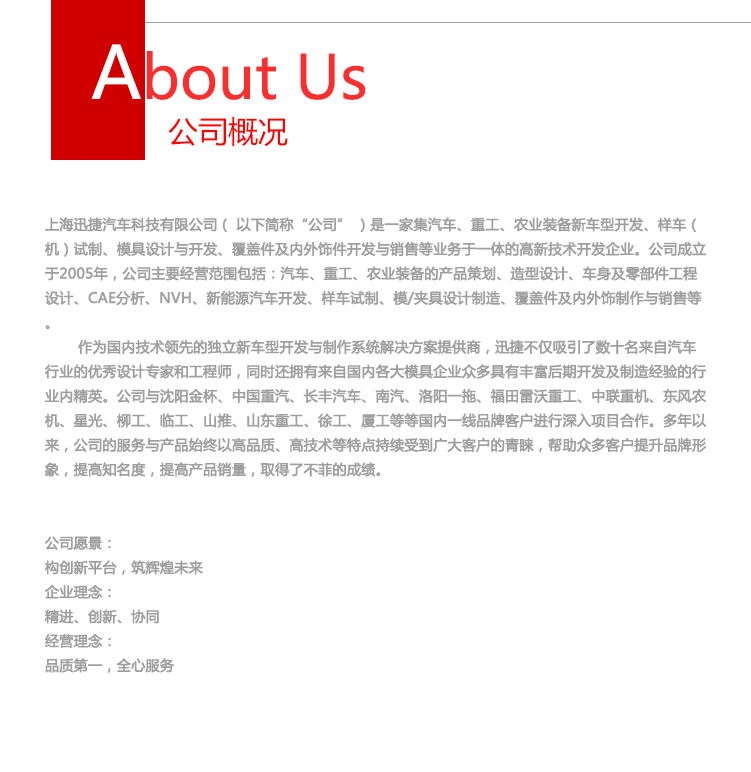 About Us
公司概况
上海迅捷汽车科技有限公司（ 以下简称“公司” ）是一家集汽车、重工、农业装备新车型开发、样车（
机）试制、模具设计与开发、覆盖件及内外饰件开发与销售等业务于一体的高新技术开发企业。公司成立
于2005年，公司主要经营范围包括：汽车、重工、农业装备的产品策划、造型设计、车身及零部件工程
设计、CAE分析、NVH、新能源汽车开发、样车试制、模/夹具设计制造、覆盖件及内外饰制作与销售等
。
作为国内技术领先的独立新车型开发与制作系统解决方案提供商，迅捷不仅吸引了数十名来自汽车
行业的优秀设计专家和工程师，同时还拥有来自国内各大模具企业众多具有丰富后期开发及制造经验的行
业内精英。公司与沈阳金杯、中国重汽、长丰汽车、南汽、洛阳一拖、福田雷沃重工、中联重机、东风农
机、星光、柳工、临工、山推、山东重工、徐工、厦工等等国内一线品牌客户进行深入项目合作。多年以
来，公司的服务与产品始终以高品质、高技术等特点持续受到广大客户的青睐，帮助众多客户提升品牌形
象，提高知名度，提高产品销量，取得了不菲的成绩。
公司愿景：
构创新平台，筑辉煌未来
企业理念：
精进、创新、协同
经营理念：
品质第一，全心服务